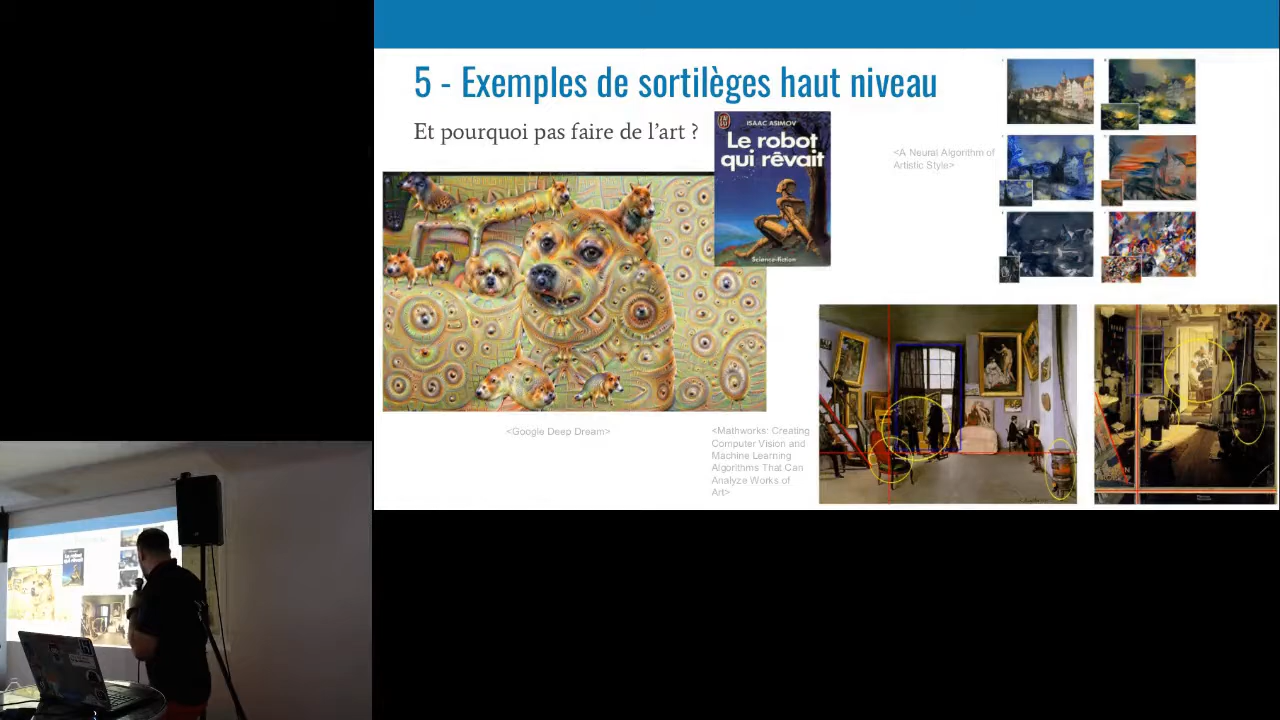 5 - Exemples de sortilèges haut niveau
Et pourquoi pas faire de l'art ?
ISAAC ASIMOV
Le robot
qui rêvait
Science-fiction
<A Neural Algorithm of
Artistic Style>
<Google Deep Dream>
<Mathworks: Creating
Computer Vision and
Machine Learning
Algorithms That Can
Analyze Works of
Art>